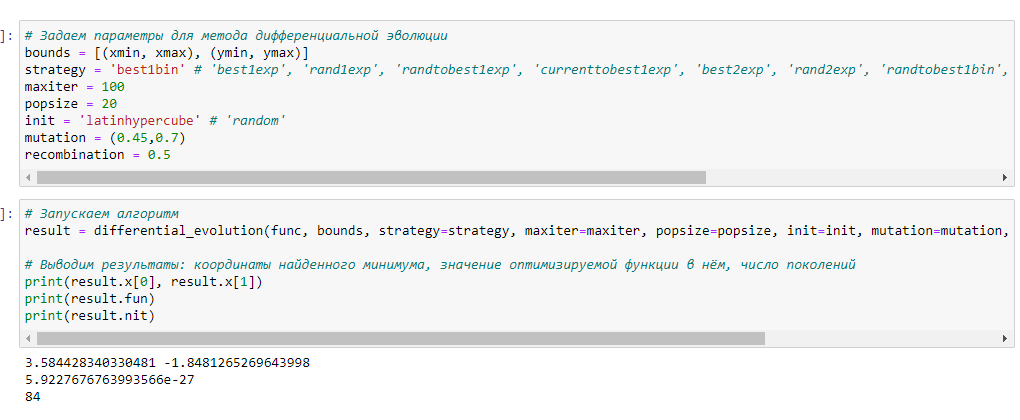 ]: # Задаем параметры для метода дифференциальной эволюции
bounds = [(xmin, xmax), (ymin, ymax)]
strategy = 'best1bin' # 'best1exp', 'rand1exp', 'randtobest1exp', 'currenttobest1exp', 'best2exp', 'rand2exp', 'randtobest1bin',
maxiter = 100
popsize = 20
init = 'latinhypercube' # 'random'
mutation = (0.45,0.7)
recombination = 0.5
]: # Запускаем алгоритм
result = differential_evolution(func, bounds, strategy=strategy, maxiter=maxiter, popsize=popsize, init=init, mutation=mutation,
# Выводим результаты: координаты найденного минимума, значение оптимизируемой функции в нём, число поколений
print(result.x[0], result.x[1])
print(result.fun)
print(result.nit)
3.584428340330481 -1.8481265269643998
5.9227676763993566e-27
84